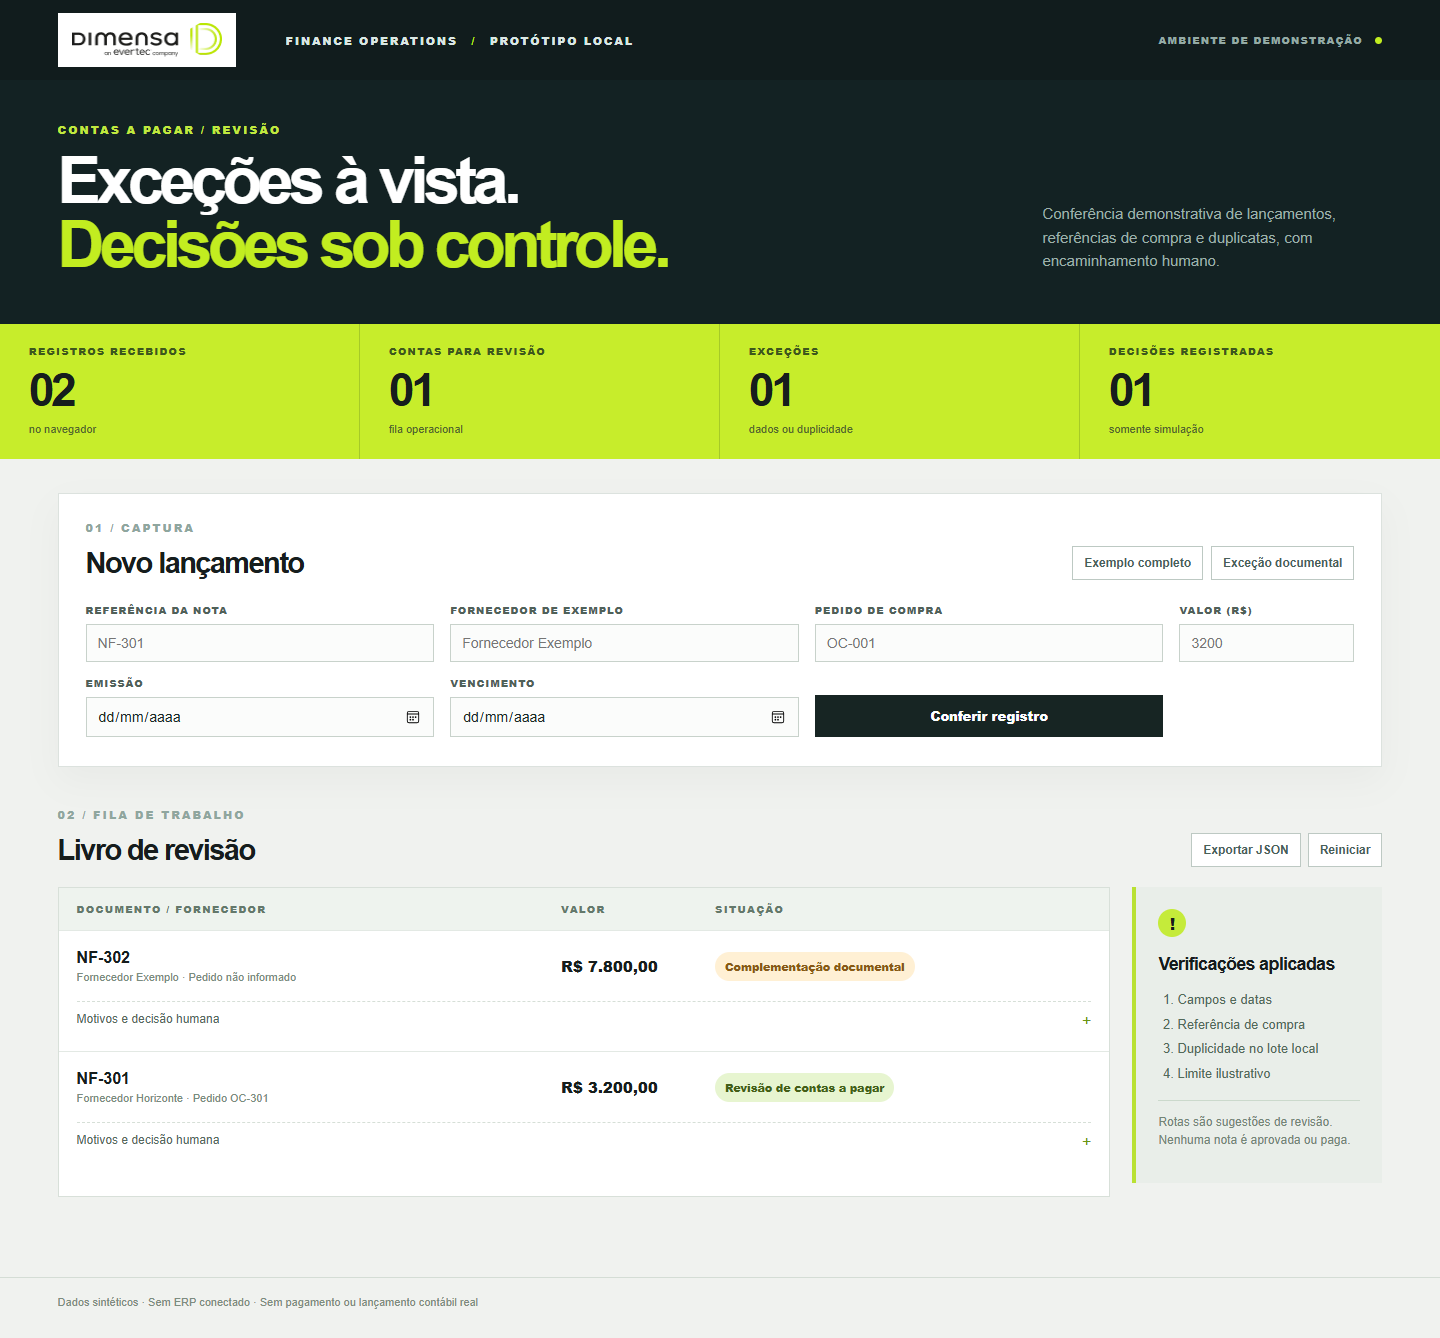 Dimensa
an evertec company
FINANCE OPERATIONS / PROTÓTIPO LOCAL
AMBIENTE DE DEMONSTRAÇÃO
CONTAS A PAGAR / REVISÃO
Exceções à vista.
Decisões sob controle.
Conferência demonstrativa de lançamentos,
referências de compra e duplicatas, com
encaminhamento humano.
REGISTROS RECEBIDOS
02
no navegador
CONTAS PARA REVISÃO
01
fila operacional
EXCEÇÕES
01
dados ou duplicidade
DECISÕES REGISTRADAS
01
somente simulação
01 / CAPTURA
Novo lançamento
Exemplo completo
Exceção documental
REFERÊNCIA DA NOTA
NF-301
FORNECEDOR DE EXEMPLO
Fornecedor Exemplo
PEDIDO DE COMPRA
OC-001
VALOR (R$)
3200
EMISSÃO
dd/mm/aaaa
VENCIMENTO
dd/mm/aaaa
Conferir registro
02 / FILA DE TRABALHO
Livro de revisão
Exportar JSON
Reiniciar
DOCUMENTO / FORNECEDOR
VALOR
SITUAÇÃO
NF-302
Fornecedor Exemplo · Pedido não informado
R$ 7.800,00
Complementação documental
Motivos e decisão humana
+
NF-301
Fornecedor Horizonte · Pedido OC-301
R$ 3.200,00
Revisão de contas a pagar
Motivos e decisão humana
+
!
Verificações aplicadas
1. Campos e datas
2. Referência de compra
3. Duplicidade no lote local
4. Limite ilustrativo
Rotas são sugestões de revisão.
Nenhuma nota é aprovada ou paga.
Dados sintéticos · Sem ERP conectado · Sem pagamento ou lançamento contábil real